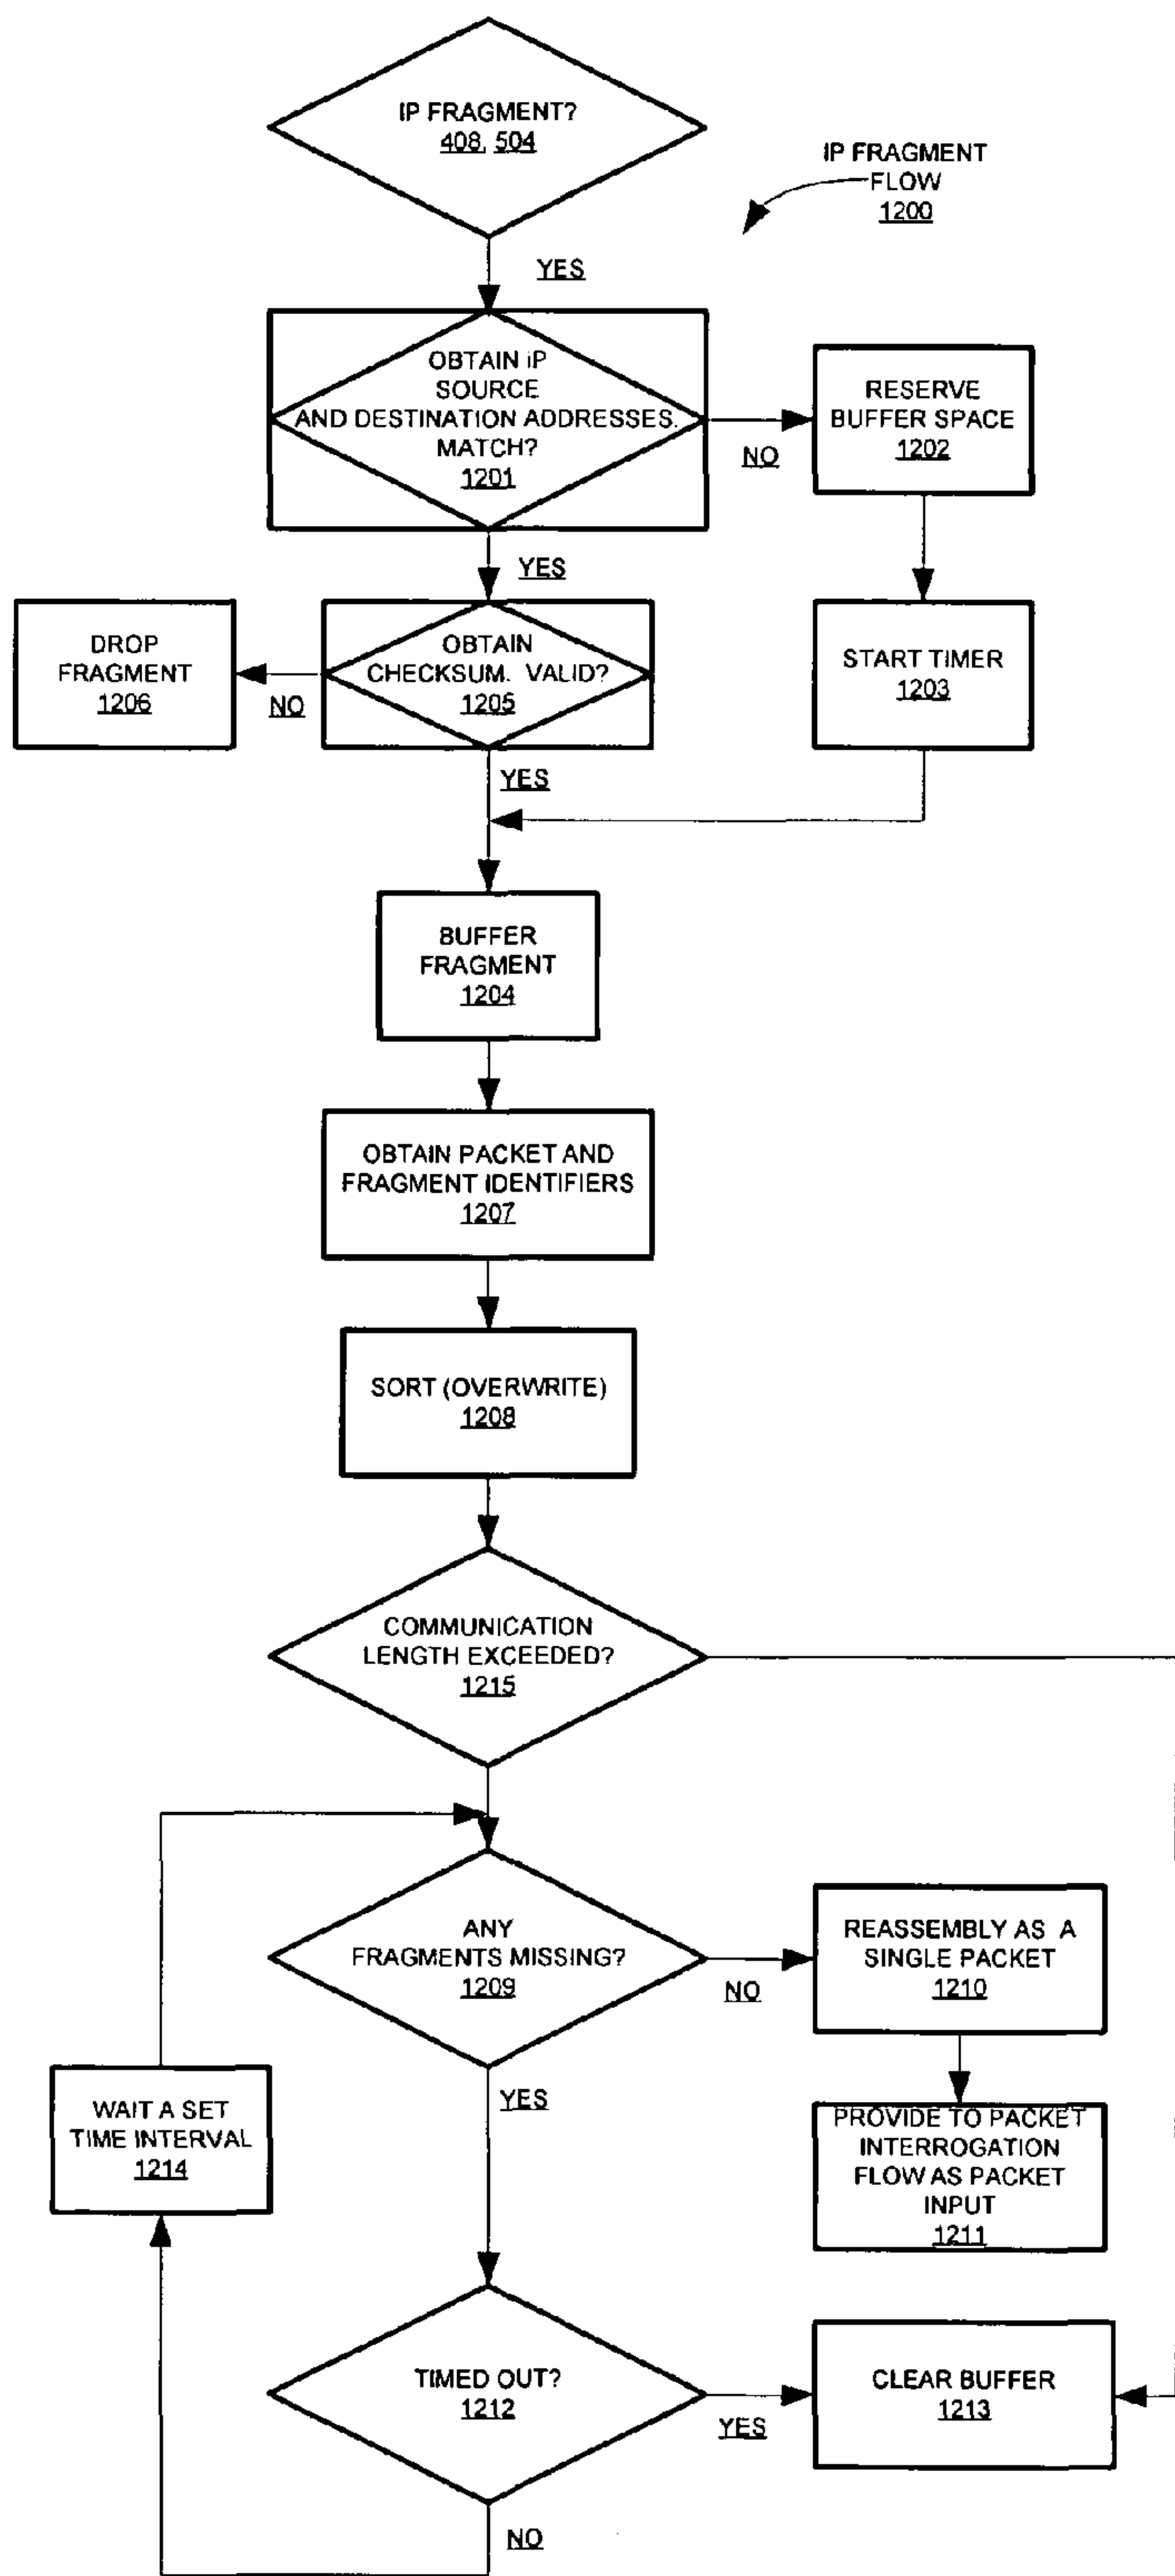 IP FRAGMENT?
408, 504
IP FRAGMENT
FLOW
1200
YES
OBTAIN IP
SOURCE
AND DESTINATION ADDRESSES.
MATCH?
1201
NO
RESERVE
BUFFER SPACE
1202
YES
DROP
FRAGMENT
1206
NO
OBTAIN
CHECKSUM. VALID?
1205
START TIMER
1203
YES
BUFFER
FRAGMENT
1204
OBTAIN PACKET AND
FRAGMENT IDENTIFIERS
1207
SORT (OVERWRITE)
1208
COMMUNICATION
LENGTH EXCEEDED?
1215
ANY
FRAGMENTS MISSING?
1209
NO
REASSEMBLY AS A
SINGLE PACKET
1210
YES
WAIT A SET
TIME INTERVAL
1214
PROVIDE TO PACKET
INTERROGATION
FLOW AS PACKET
INPUT
1211
TIMED OUT?
1212
YES
CLEAR BUFFER
1213
NO